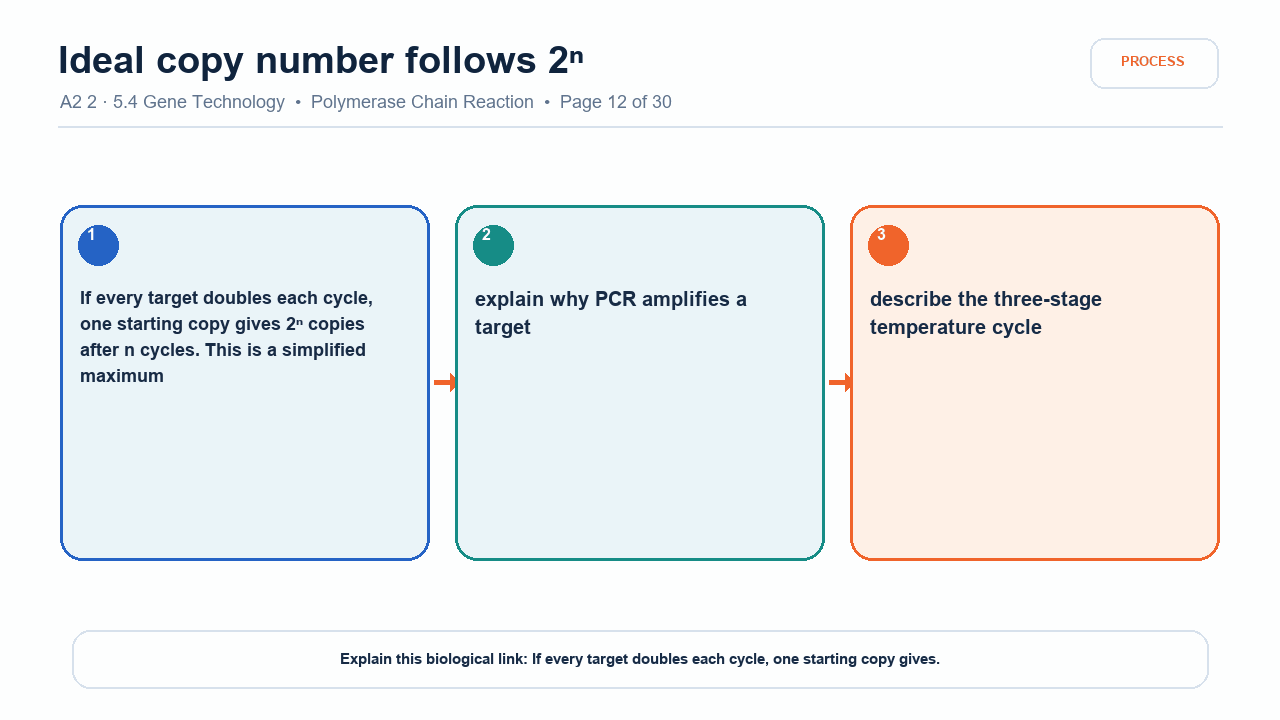 Ideal copy number follows 2ⁿ
PROCESS
A2 2 · 5.4 Gene Technology • Polymerase Chain Reaction • Page 12 of 30
1
If every target doubles each cycle,
one starting copy gives 2ⁿ copies
after n cycles. This is a simplified
maximum
2
explain why PCR amplifies a
target
3
describe the three-stage
temperature cycle
Explain this biological link: If every target doubles each cycle, one starting copy gives.